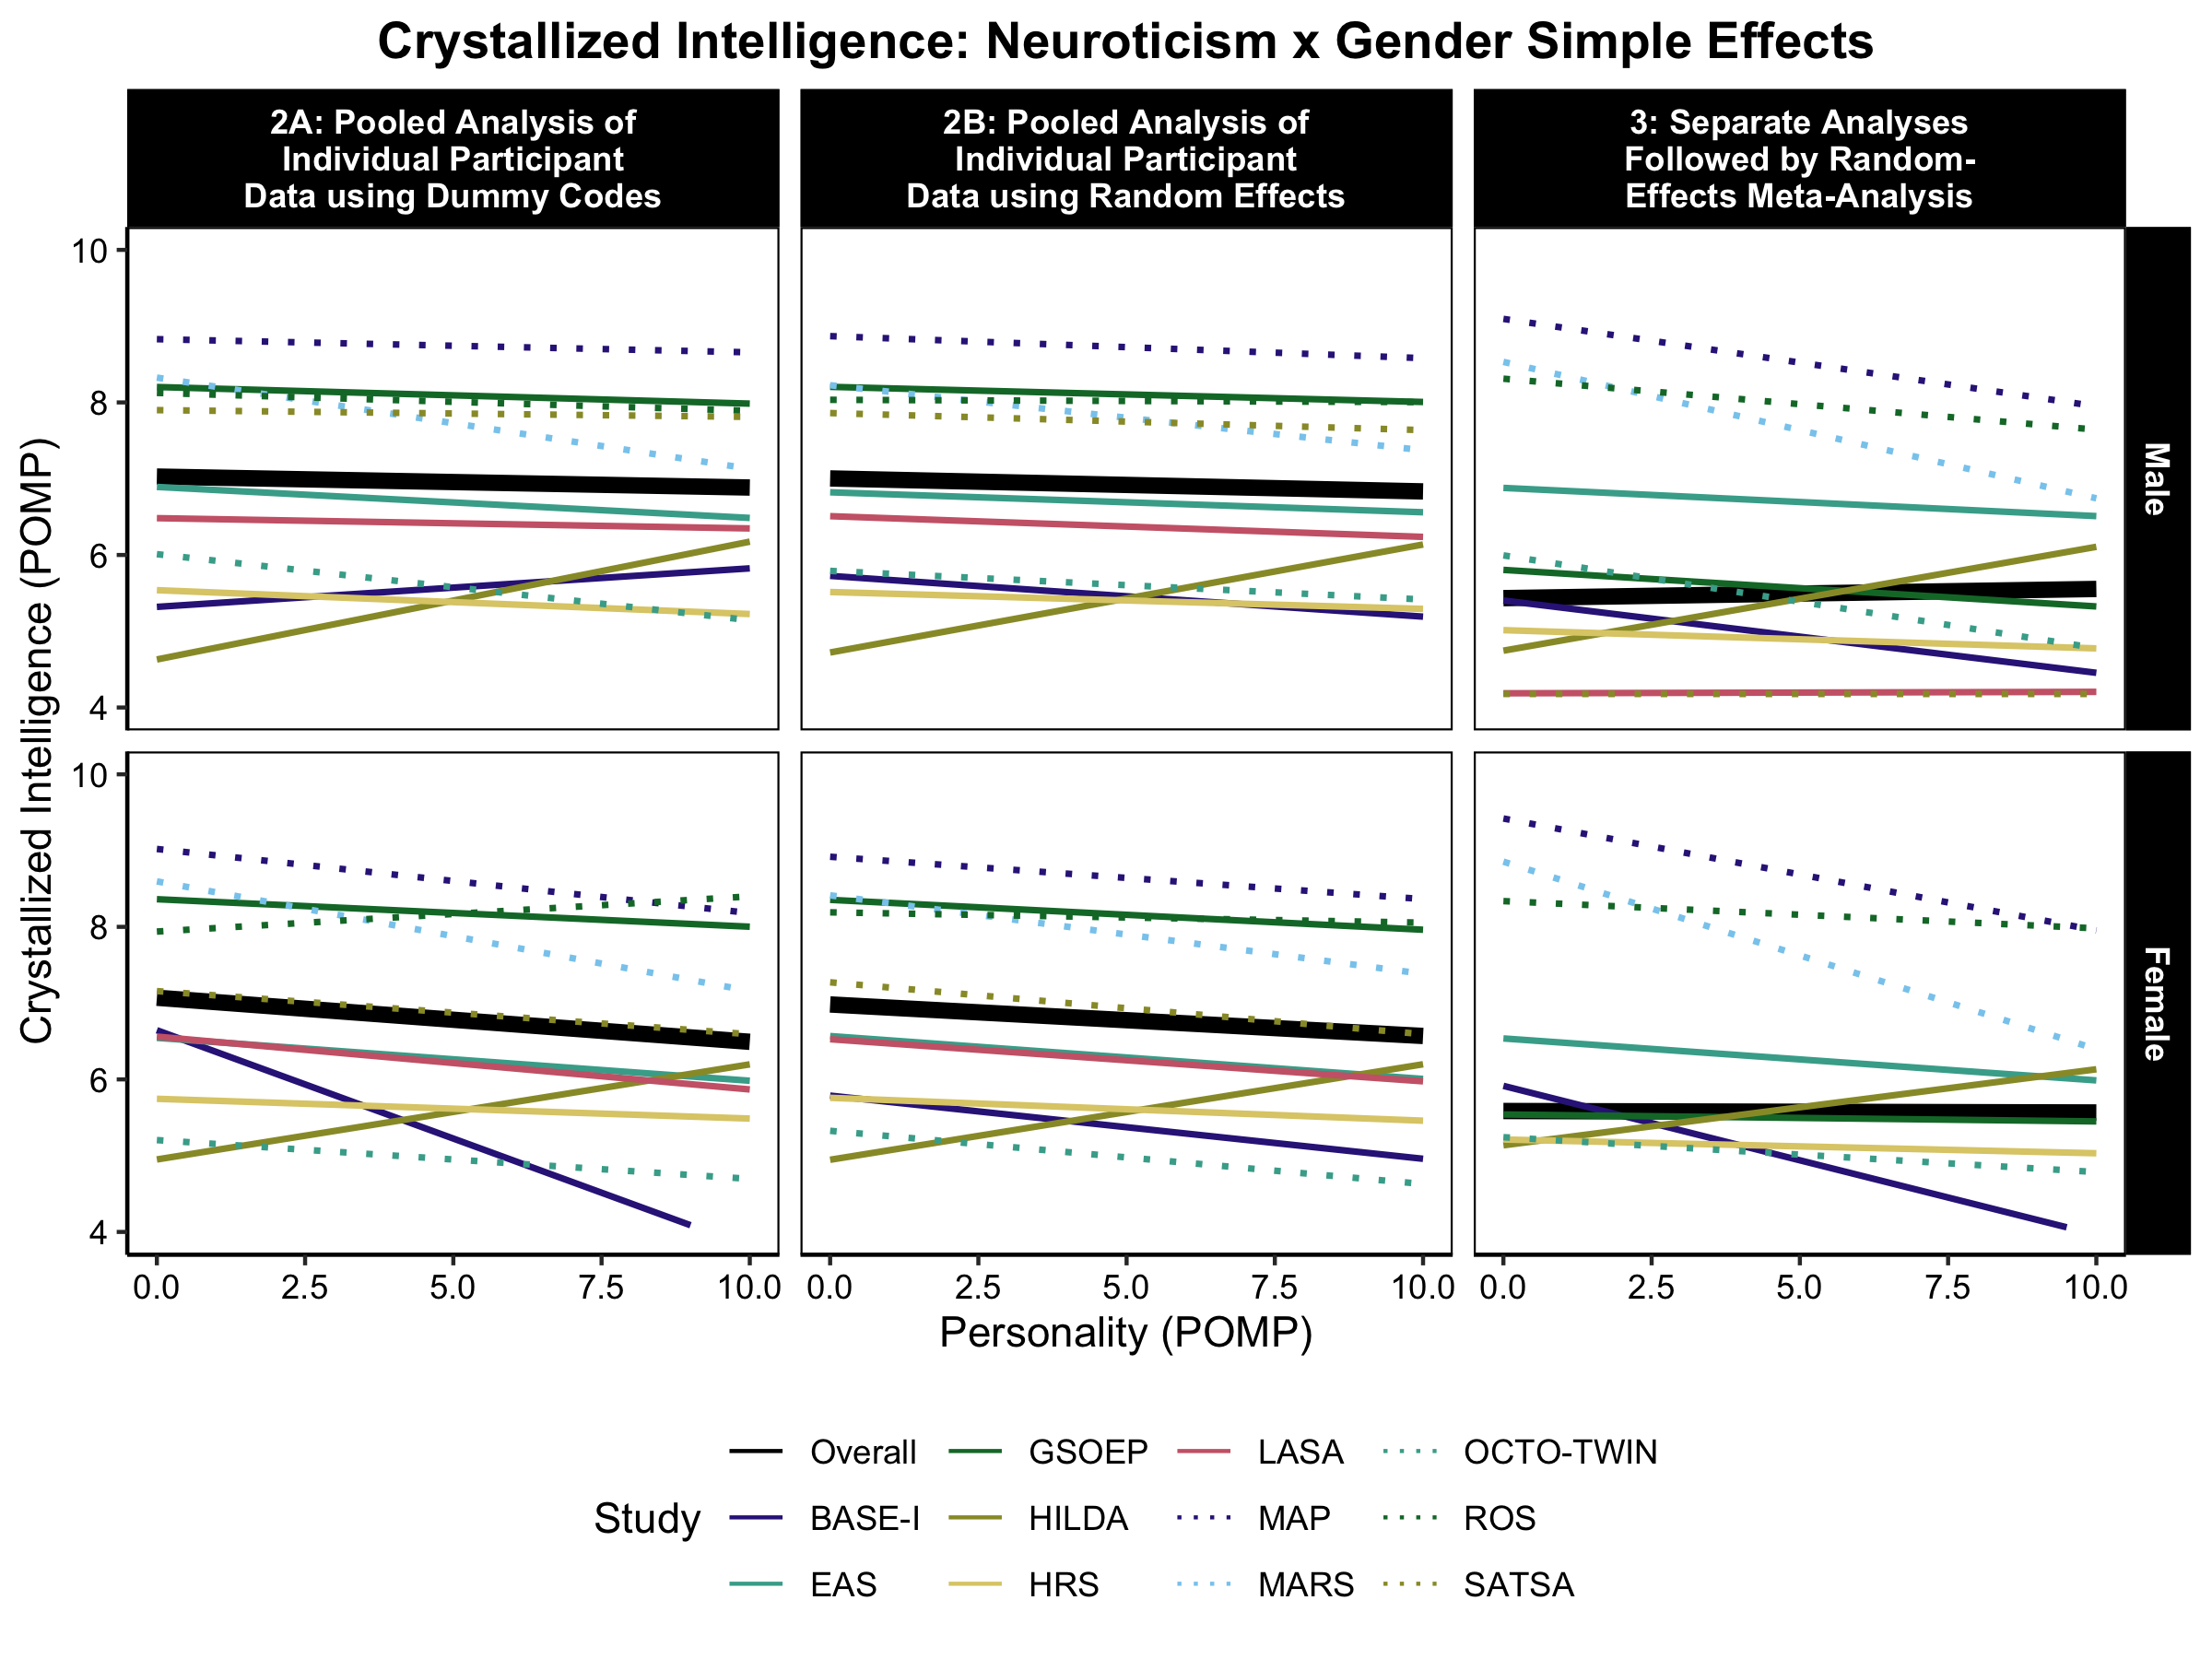 Crystallized Intelligence: Neuroticism x Gender Simple Effects
2A: Pooled Analysis of
Individual Participant
Data using Dummy Codes
2B: Pooled Analysis of
Individual Participant
Data using Random Effects
3: Separate Analyses
Followed by Random-
Effects Meta-Analysis
Crystallized Intelligence (POMP)
10
8
6
4
Male
10
8
6
4
Female
0.0 2.5 5.0 7.5 10.0
0.0 2.5 5.0 7.5 10.0
0.0 2.5 5.0 7.5 10.0
Personality (POMP)
Study
Overall GSOEP LASA OCTO-TWIN
BASE-I HILDA MAP ROS
EAS HRS MARS SATSA